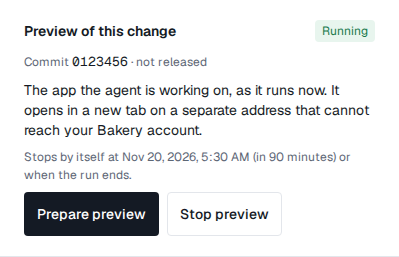 Preview of this change
Running
Commit 0123456 · not released
The app the agent is working on, as it runs now. It
opens in a new tab on a separate address that cannot
reach your Bakery account.
Stops by itself at Nov 20, 2026, 5:30 AM (in 90 minutes) or
when the run ends.
Prepare preview
Stop preview